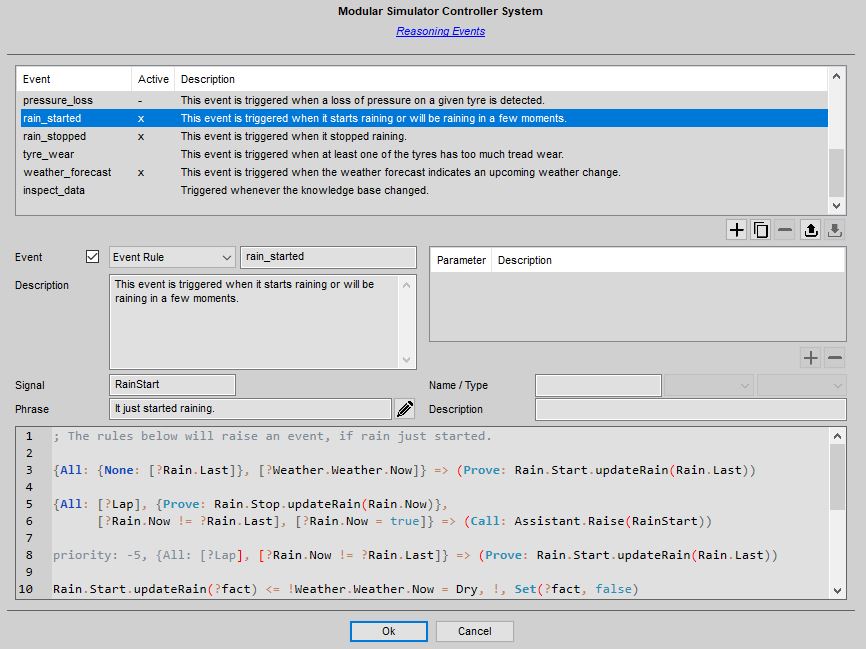 Modular Simulator Controller System
Reasoning Events
Event Active Description
pressure_loss - This event is triggered when a loss of pressure on a given tyre is detected.
rain_started x This event is triggered when it starts raining or will be raining in a few moments.
rain_stopped x This event is triggered when it stopped raining.
tyre_wear This event is triggered when at least one of the tyres has too much tread wear.
weather_forecast x This event is triggered when the weather forecast indicates an upcoming weather change.
inspect_data Triggered whenever the knowledge base changed.
Event Event Rule rain_started
Parameter Description
Description This event is triggered when it starts raining or will be
raining in a few moments.
Signal RainStart
Name / Type
Phrase It just started raining.
Description
1 ; The rules below will raise an event, if rain just started.
2
3 {All: {None: [?Rain.Last]}, [?Weather.Weather.Now]} => (Prove: Rain.Start.updateRain(Rain.Last))
4
5 {All: [?Lap], {Prove: Rain.Stop.updateRain(Rain.Now)},
6 [?Rain.Now != ?Rain.Last], [?Rain.Now = true]} => (Call: Assistant.Raise(RainStart))
7
8 priority: -5, {All: [?Lap], [?Rain.Now != ?Rain.Last]} => (Prove: Rain.Start.updateRain(Rain.Last))
9
10 Rain.Start.updateRain(?fact) <= !Weather.Weather.Now = Dry, !, Set(?fact, false)
Ok Cancel